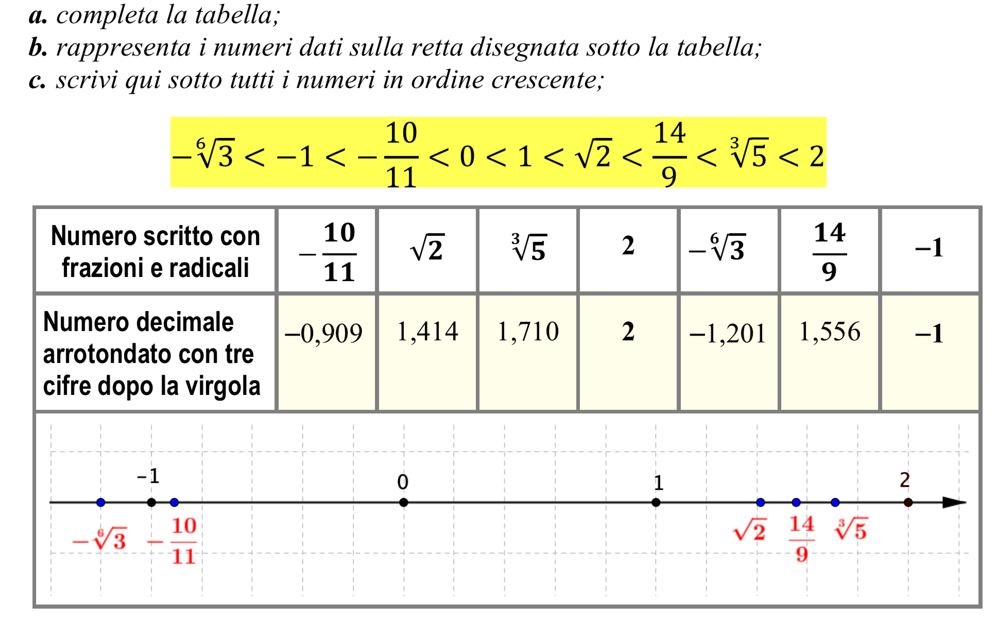 a. completa la tabella;
b. rappresenta i numeri dati sulla retta disegnata sotto la tabella;
c. scrivi qui sotto tutti i numeri in ordine crescente;
−⁶√3 < −1 < −10/11 < 0 < 1 < √2 < 14/9 < ³√5 < 2
Numero scritto con frazioni e radicali −10/11 √2 ³√5 2 −⁶√3 14/9 −1
Numero decimale arrotondato con tre cifre dopo la virgola −0,909 1,414 1,710 2 −1,201 1,556 −1
−1 0 1 2
−⁶√3 −10/11 √2 14/9 ³√5